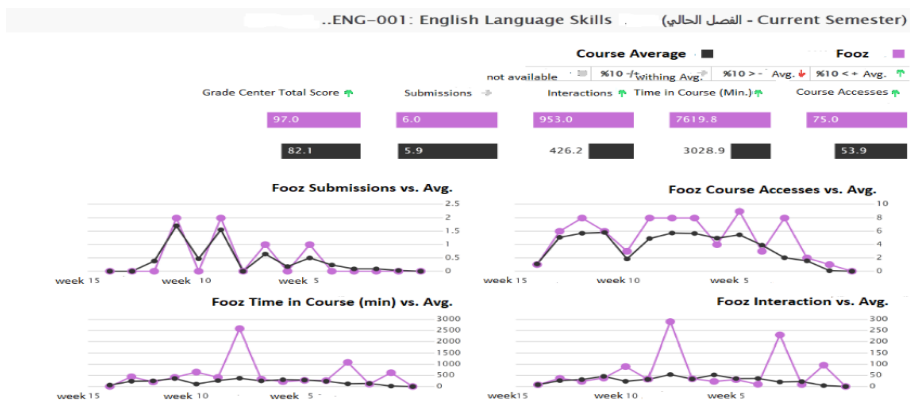 ..ENG-001: English Language Skills (الفصل الحالي - Current Semester)
Course Average Fooz
not available %10 -/+withing Avg. %10 > - Avg. %10 < + Avg.
Grade Center Total Score Submissions Interactions Time in Course (Min.) Course Accesses
97.0 6.0 953.0 7619.8 75.0
82.1 5.9 426.2 3028.9 53.9
Fooz Submissions vs. Avg. Fooz Course Accesses vs. Avg.
2.5 10
2 8
1.5 6
1 4
0.5 2
0 0
week 15 week 10 week 5 week 15 week 10 week 5
Fooz Time in Course (min) vs. Avg. Fooz Interaction vs. Avg.
3000 300
2500 250
2000 200
1500 150
1000 100
500 50
0 0
week 15 week 10 week 5 week15 week 10 week 5